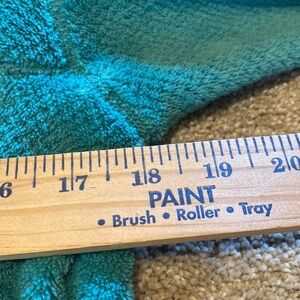 6 17 18 19 20
PAINT
• Brush • Roller • Tray